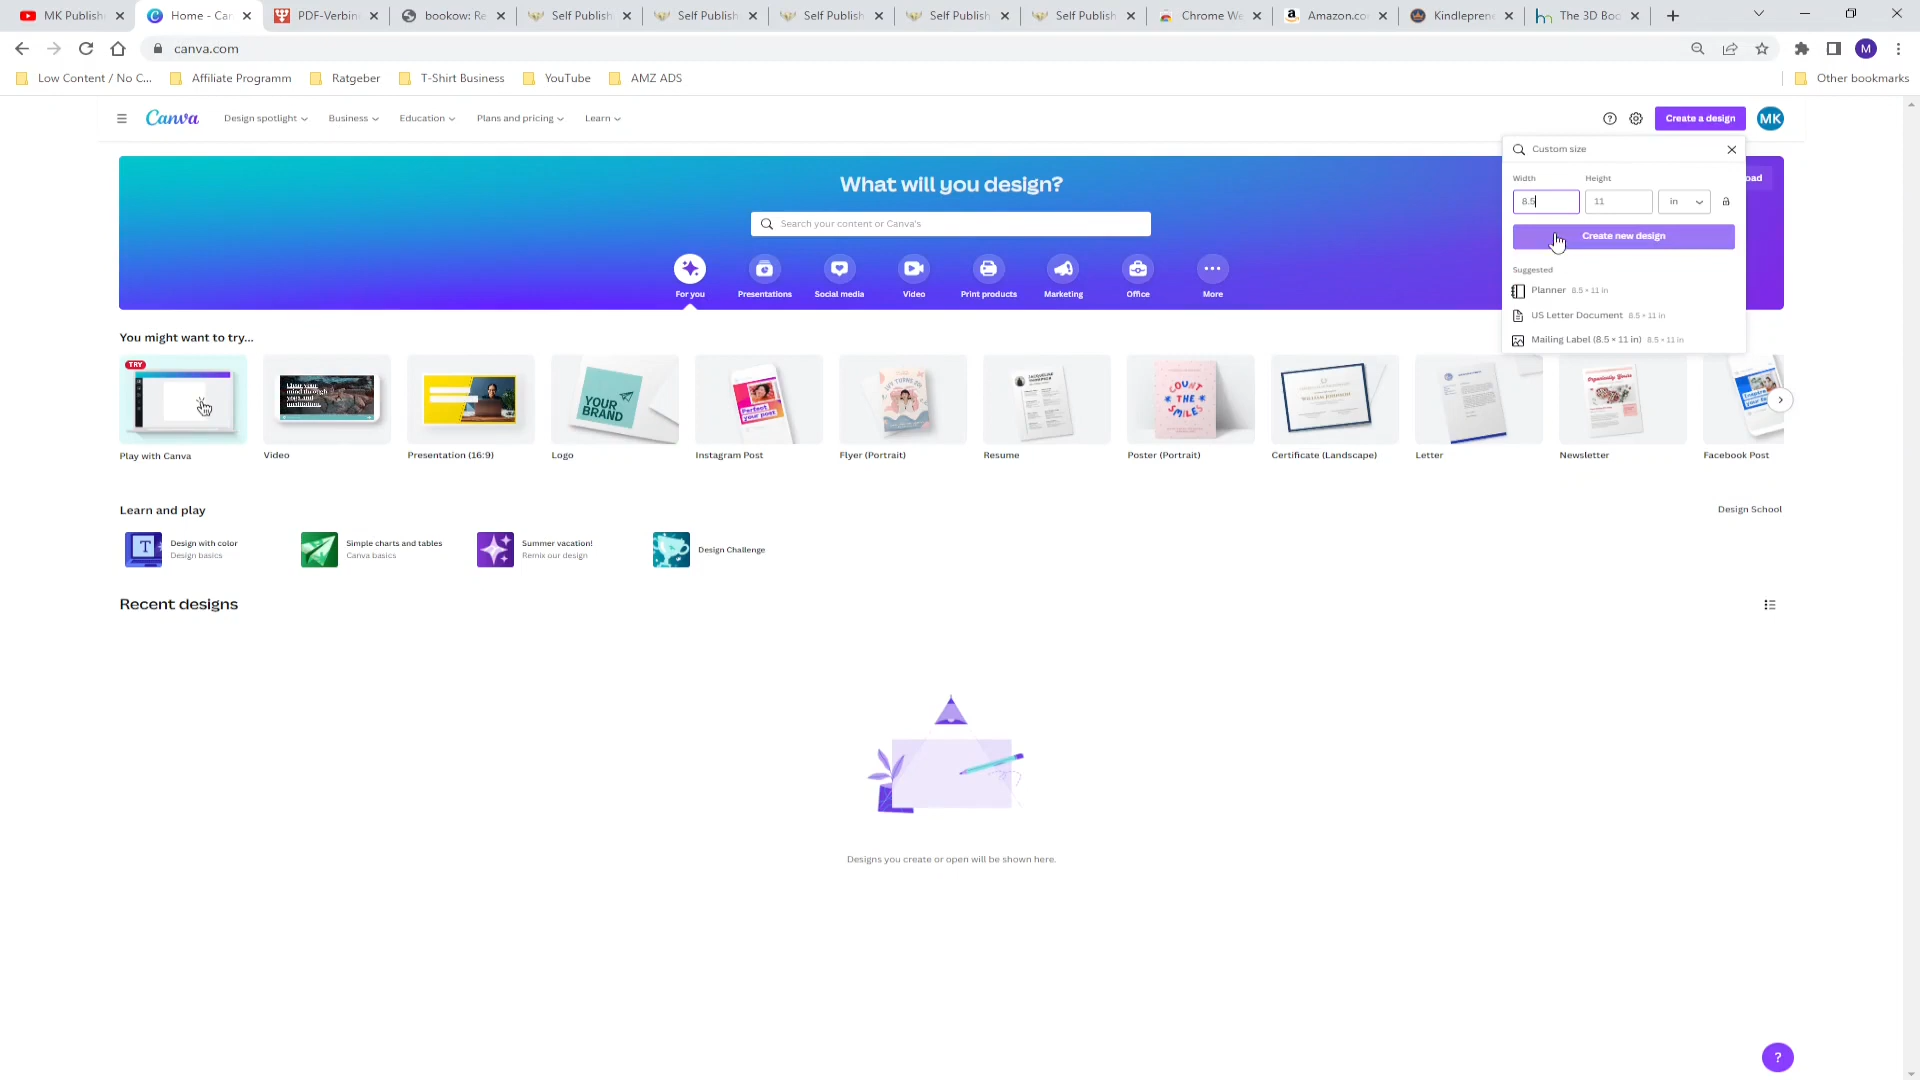 MK Publish
Home - Can
PDF-Verbin
bookow: Re
Self Publish
Self Publish
Self Publish
Self Publish
Self Publish
Chrome We
Amazon.co
Kindleprene
The 3D Boo
canva.com
M
Low Content / No C...
Affiliate Programm
Ratgeber
T-Shirt Business
YouTube
AMZ ADS
Other bookmarks
Canva
Design spotlight
Business
Education
Plans and pricing
Learn
Create a design
MK
Custom size
What will you design?
Width
Height
oad
8.5
11
in
Search your content or Canva's
Create new design
Suggested
Planner 8.5 × 11 in
US Letter Document 8.5 × 11 in
Mailing Label (8.5 × 11 in) 8.5 × 11 in
For you
Presentations
Social media
Video
Print products
Marketing
Office
More
You might want to try...
TRY
YOUR
BRAND
COUNT
THE
SMILES
Play with Canva
Video
Presentation (16:9)
Logo
Instagram Post
Flyer (Portrait)
Resume
Poster (Portrait)
Certificate (Landscape)
Letter
Newsletter
Facebook Post
Learn and play
Design School
Design with color
Design basics
Simple charts and tables
Canva basics
Summer vacation!
Remix our design
Design Challenge
Recent designs
Designs you create or open will be shown here.
?